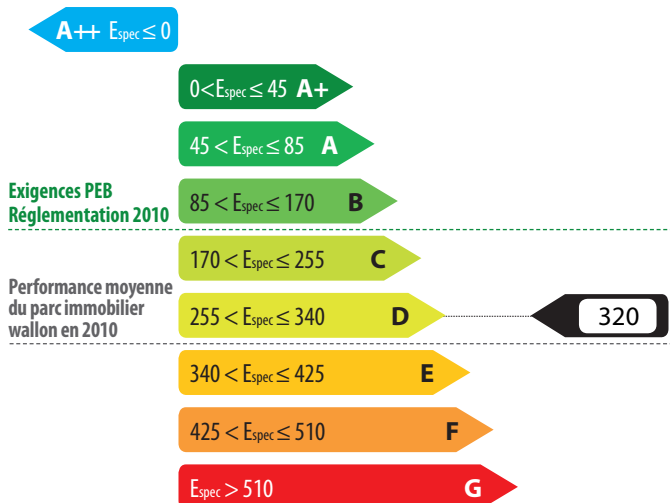 A++ Espec ≤ 0
0<Espec ≤ 45 A+
45 < Espec ≤ 85 A
Exigences PEB
Réglementation 2010
85 < Espec ≤ 170 B
170 < Espec ≤ 255 C
Performance moyenne
du parc immobilier
wallon en 2010
255 < Espec ≤ 340 D
320
340 < Espec ≤ 425 E
425 < Espec ≤ 510 F
Espec > 510 G